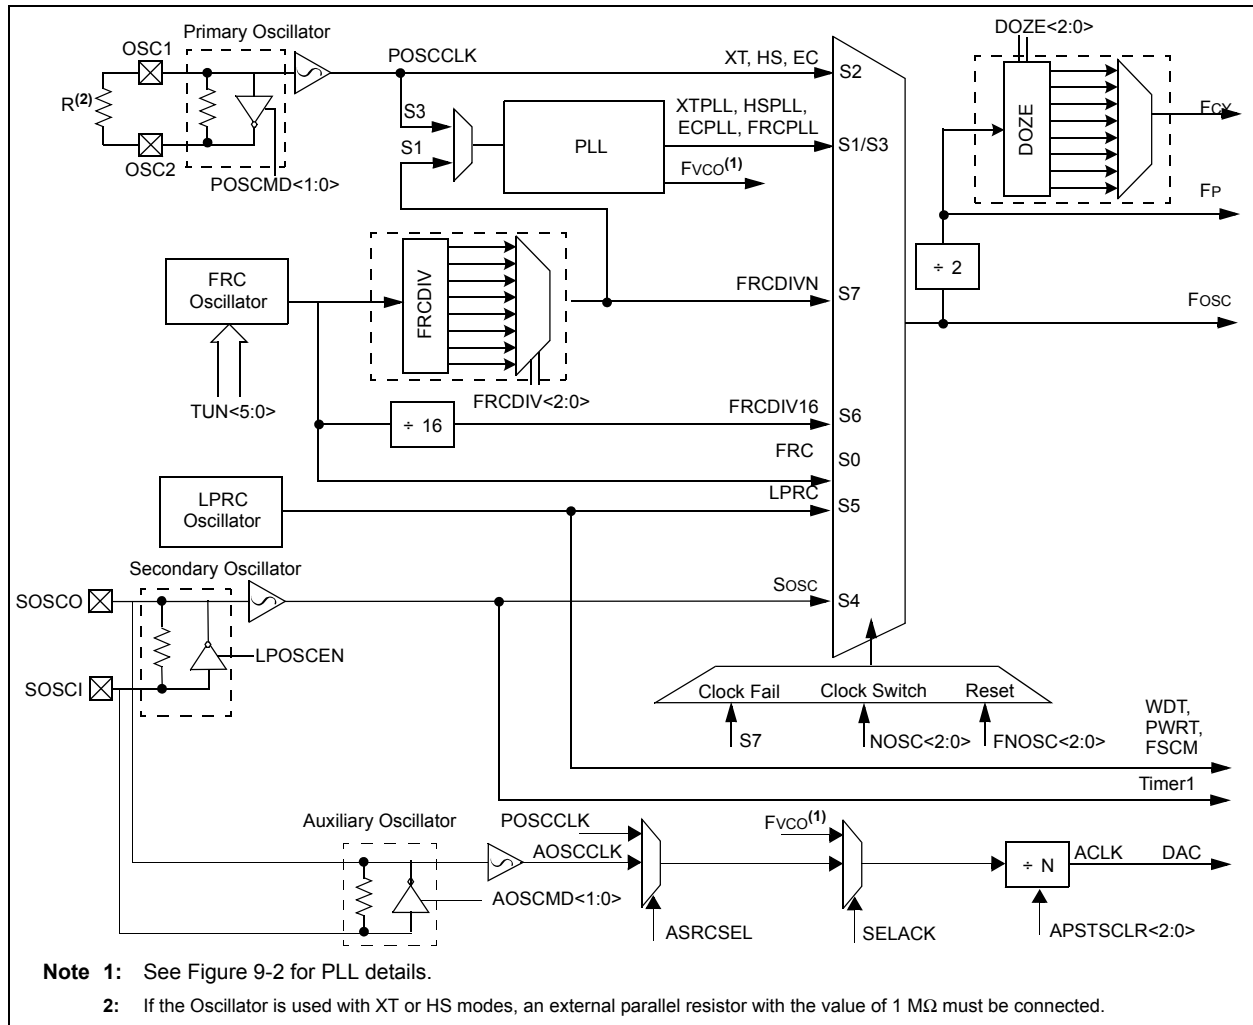 Primary Oscillator
DOZE<2:0>
OSC1
POSCCLK
XT, HS, EC
S2
R(2)
S3
XTPLL, HSPLL,
ECPLL, FRCPLL
FCY
PLL
S1/S3
DOZE
S1
OSC2
FVCO(1)
POSCMD<1:0>
FP
÷ 2
FRC
Oscillator
FRCDIV
FRCDIVN
S7
FOSC
TUN<5:0>
FRCDIV<2:0>
FRCDIV16
S6
÷ 16
FRC
S0
LPRC
Oscillator
LPRC
S5
Secondary Oscillator
SOSCO
SOSC
S4
LPOSCEN
SOSCI
Clock Fail
Clock Switch
Reset
S7
NOSC<2:0>
FNOSC<2:0>
WDT,
PWRT,
FSCM
Timer1
Auxiliary Oscillator
POSCCLK
FVCO(1)
AOSCCLK
÷ N
ACLK
DAC
AOSCMD<1:0>
ASRCSEL
SELACK
APSTSCLR<2:0>
Note 1: See Figure 9-2 for PLL details.
2: If the Oscillator is used with XT or HS modes, an external parallel resistor with the value of 1 MΩ must be connected.